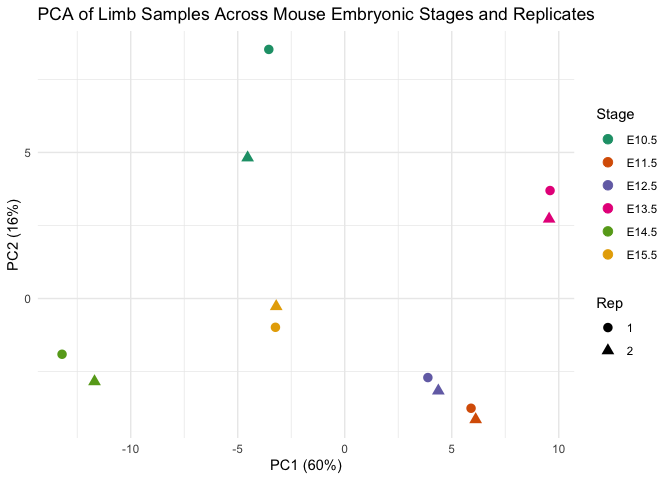 PCA of Limb Samples Across Mouse Embryonic Stages and Replicates
PC2 (16%)
5
0
-10
-5
0
5
10
PC1 (60%)
Stage
E10.5
E11.5
E12.5
E13.5
E14.5
E15.5
Rep
1
2